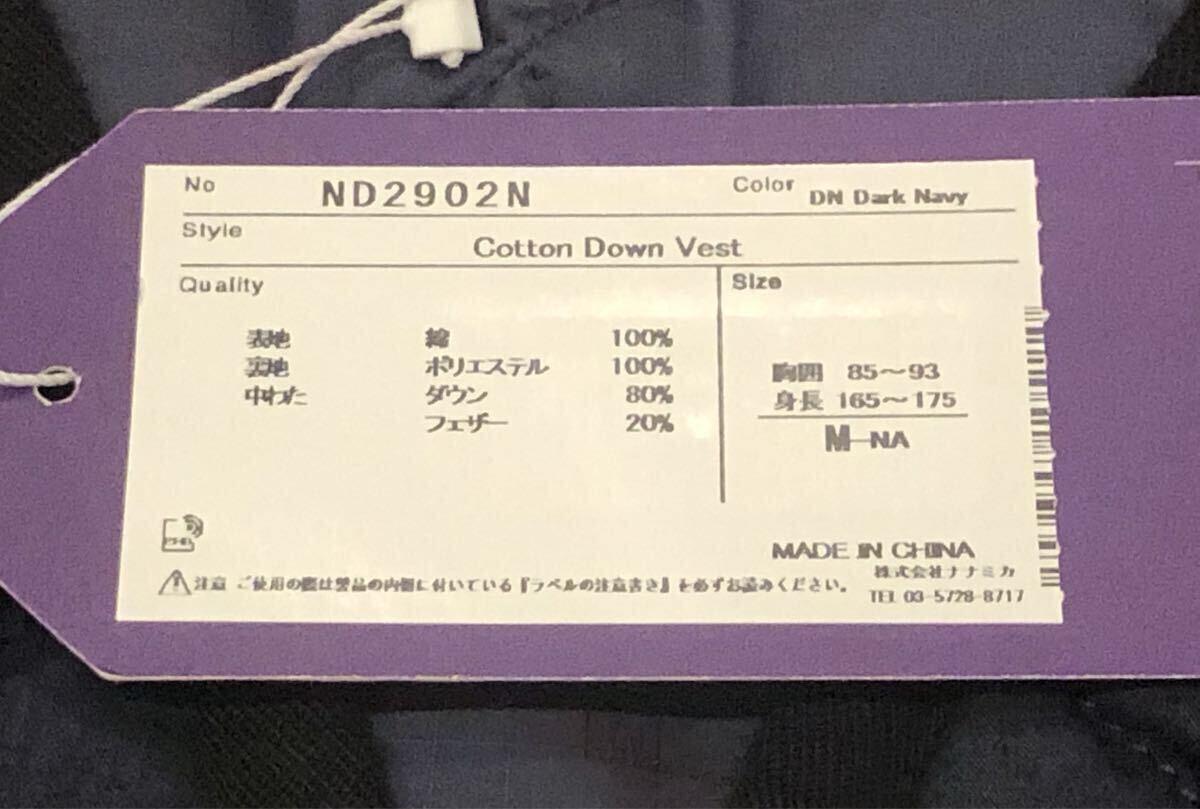 No ND2902N Color DN Dark Navy
Style Cotton Down Vest
Quality Size
表地 綿 100%
裏地 ポリエステル 100%
中わた ダウン 80%
フェザー 20%
胸囲 85～93
身長 165～175
M-NA
MADE IN CHINA
株式会社ナナミカ
注意 ご使用の際は製品の内側に付いている『ラベルの注意書き』を必ずお読みください。
TEL 03-5728-8717